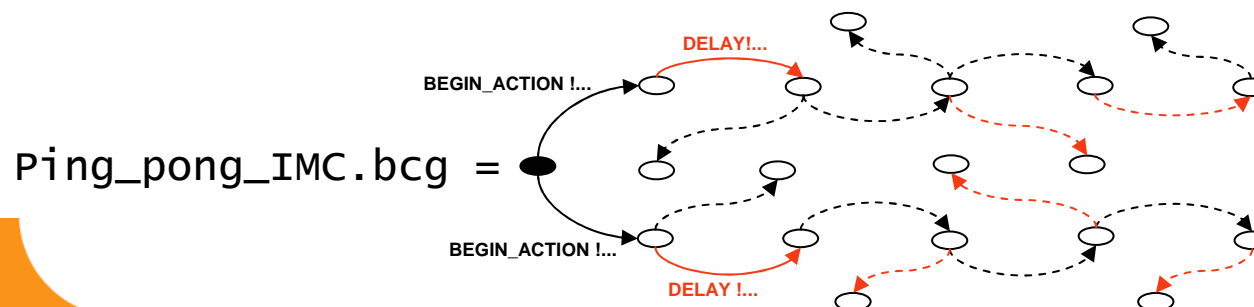 DELAY!...
BEGIN_ACTION !...
Ping_pong_IMC.bcg =
BEGIN_ACTION !...
DELAY !...